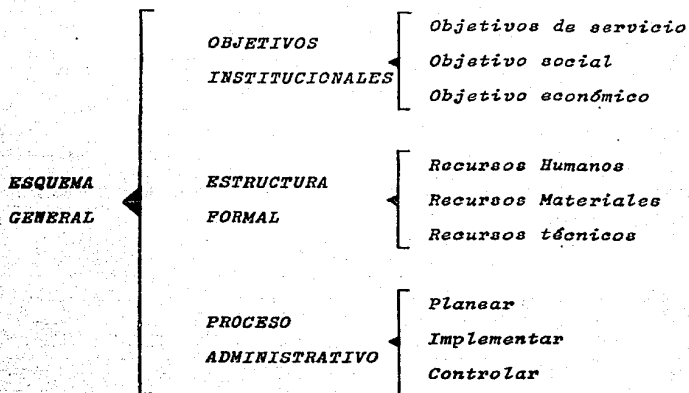 ESQUEMA
GENERAL
OBJETIVOS
INSTITUCIONALES
Objetivos de servicio
Objetivo social
Objetivo económico
ESTRUCTURA
FORMAL
Recursos Humanos
Recursos Materiales
Recursos técnicos
PROCESO
ADMINISTRATIVO
Planear
Implementar
Controlar